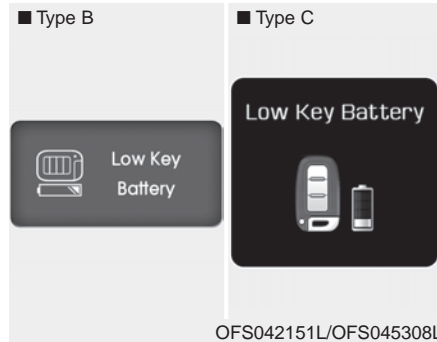 ■ Type B
■ Type C
Low Key
Battery
Low Key Battery
OFS042151L/OFS045308L